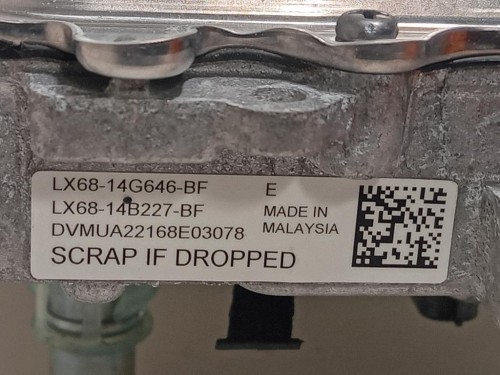 LX68-14G646-BF E
LX68-14B227-BF MADE IN
DVMUA22168E03078 MALAYSIA
SCRAP IF DROPPED